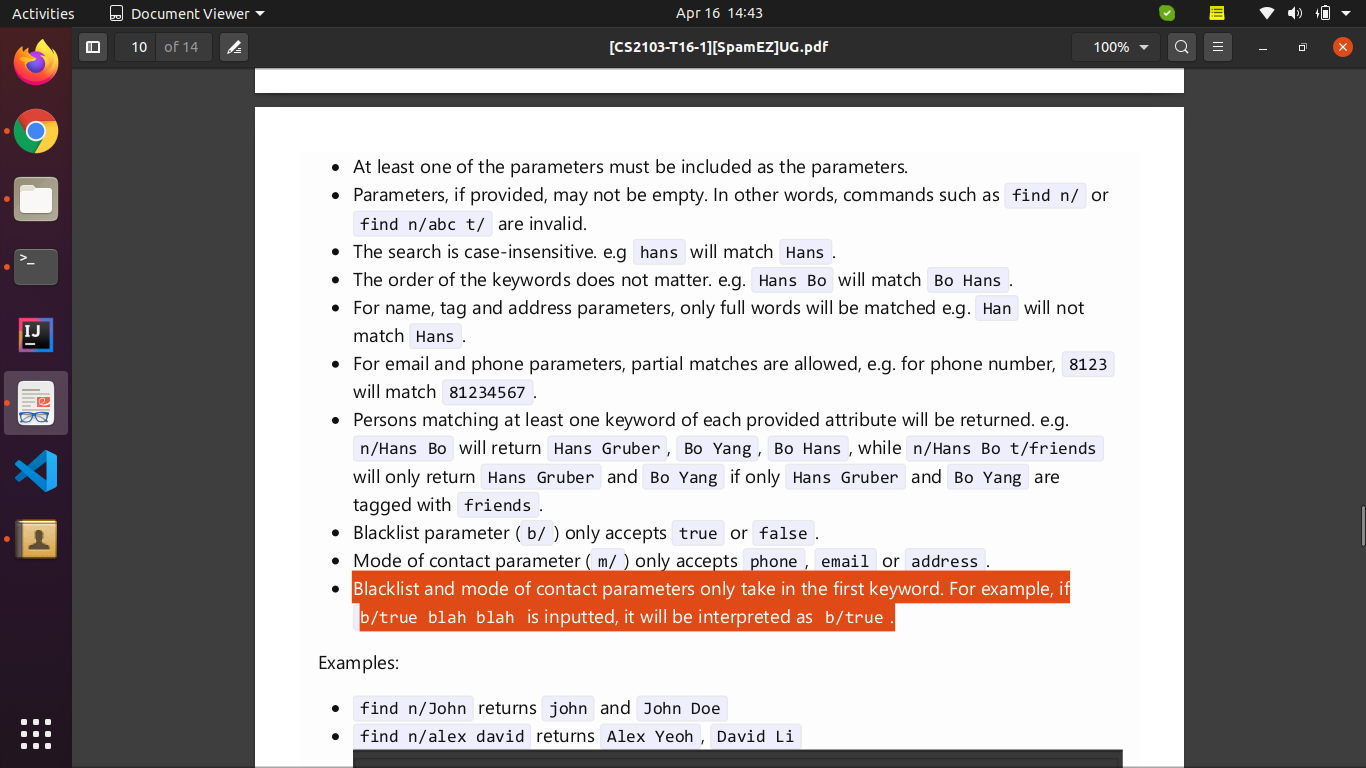 Activities Document Viewer Apr 16 14:43
10 of 14 [CS2103-T16-1][SpamEZ]UG.pdf 100%
• At least one of the parameters must be included as the parameters.
• Parameters, if provided, may not be empty. In other words, commands such as find n/ or
find n/abc t/ are invalid.
• The search is case-insensitive. e.g hans will match Hans.
• The order of the keywords does not matter. e.g. Hans Bo will match Bo Hans.
• For name, tag and address parameters, only full words will be matched e.g. Han will not
match Hans.
• For email and phone parameters, partial matches are allowed, e.g. for phone number, 8123
will match 81234567.
• Persons matching at least one keyword of each provided attribute will be returned. e.g.
n/Hans Bo will return Hans Gruber, Bo Yang, Bo Hans, while n/Hans Bo t/friends
will only return Hans Gruber and Bo Yang if only Hans Gruber and Bo Yang are
tagged with friends.
• Blacklist parameter (b/) only accepts true or false.
• Mode of contact parameter (m/) only accepts phone, email or address.
• Blacklist and mode of contact parameters only take in the first keyword. For example, if
b/true blah blah is inputted, it will be interpreted as b/true.
Examples:
• find n/John returns john and John Doe
• find n/alex david returns Alex Yeoh, David Li
>_
IJ